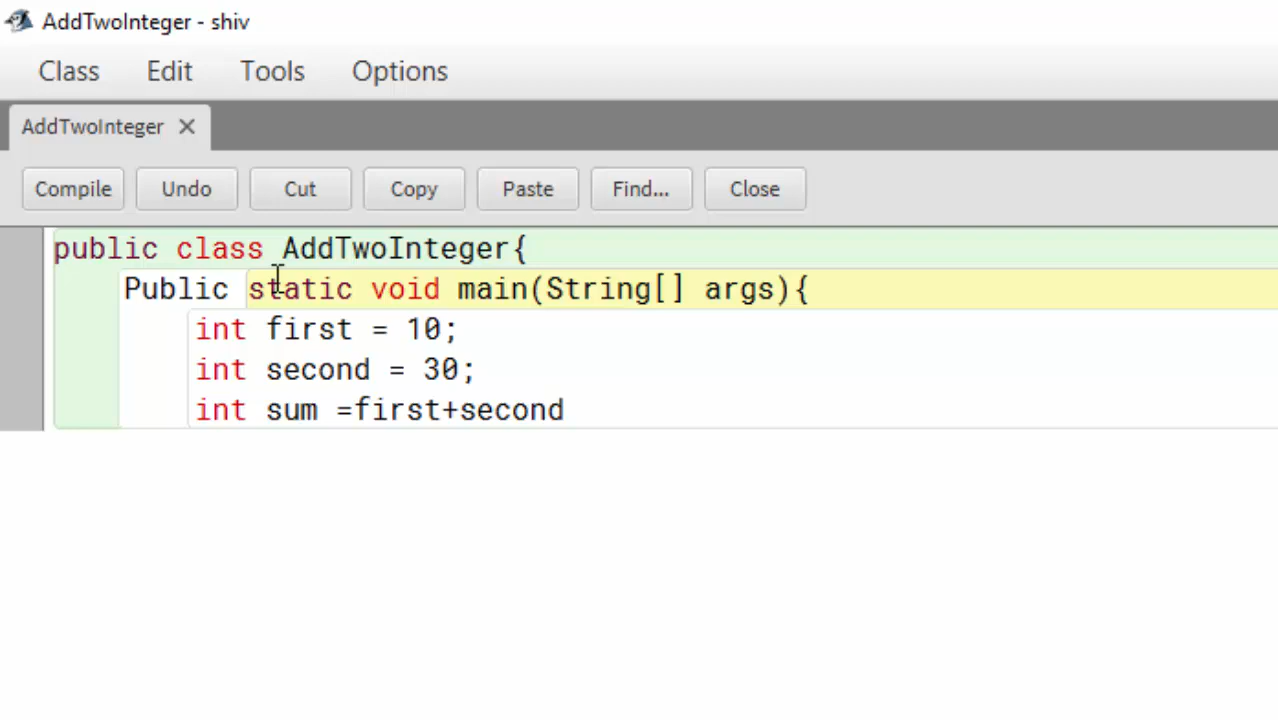 AddTwoInteger - shiv
Class Edit Tools Options
AddTwoInteger ✕
Compile Undo Cut Copy Paste Find... Close
public class AddTwoInteger{
    Public static void main(String[] args){
        int first = 10;
        int second = 30;
        int sum =first+second